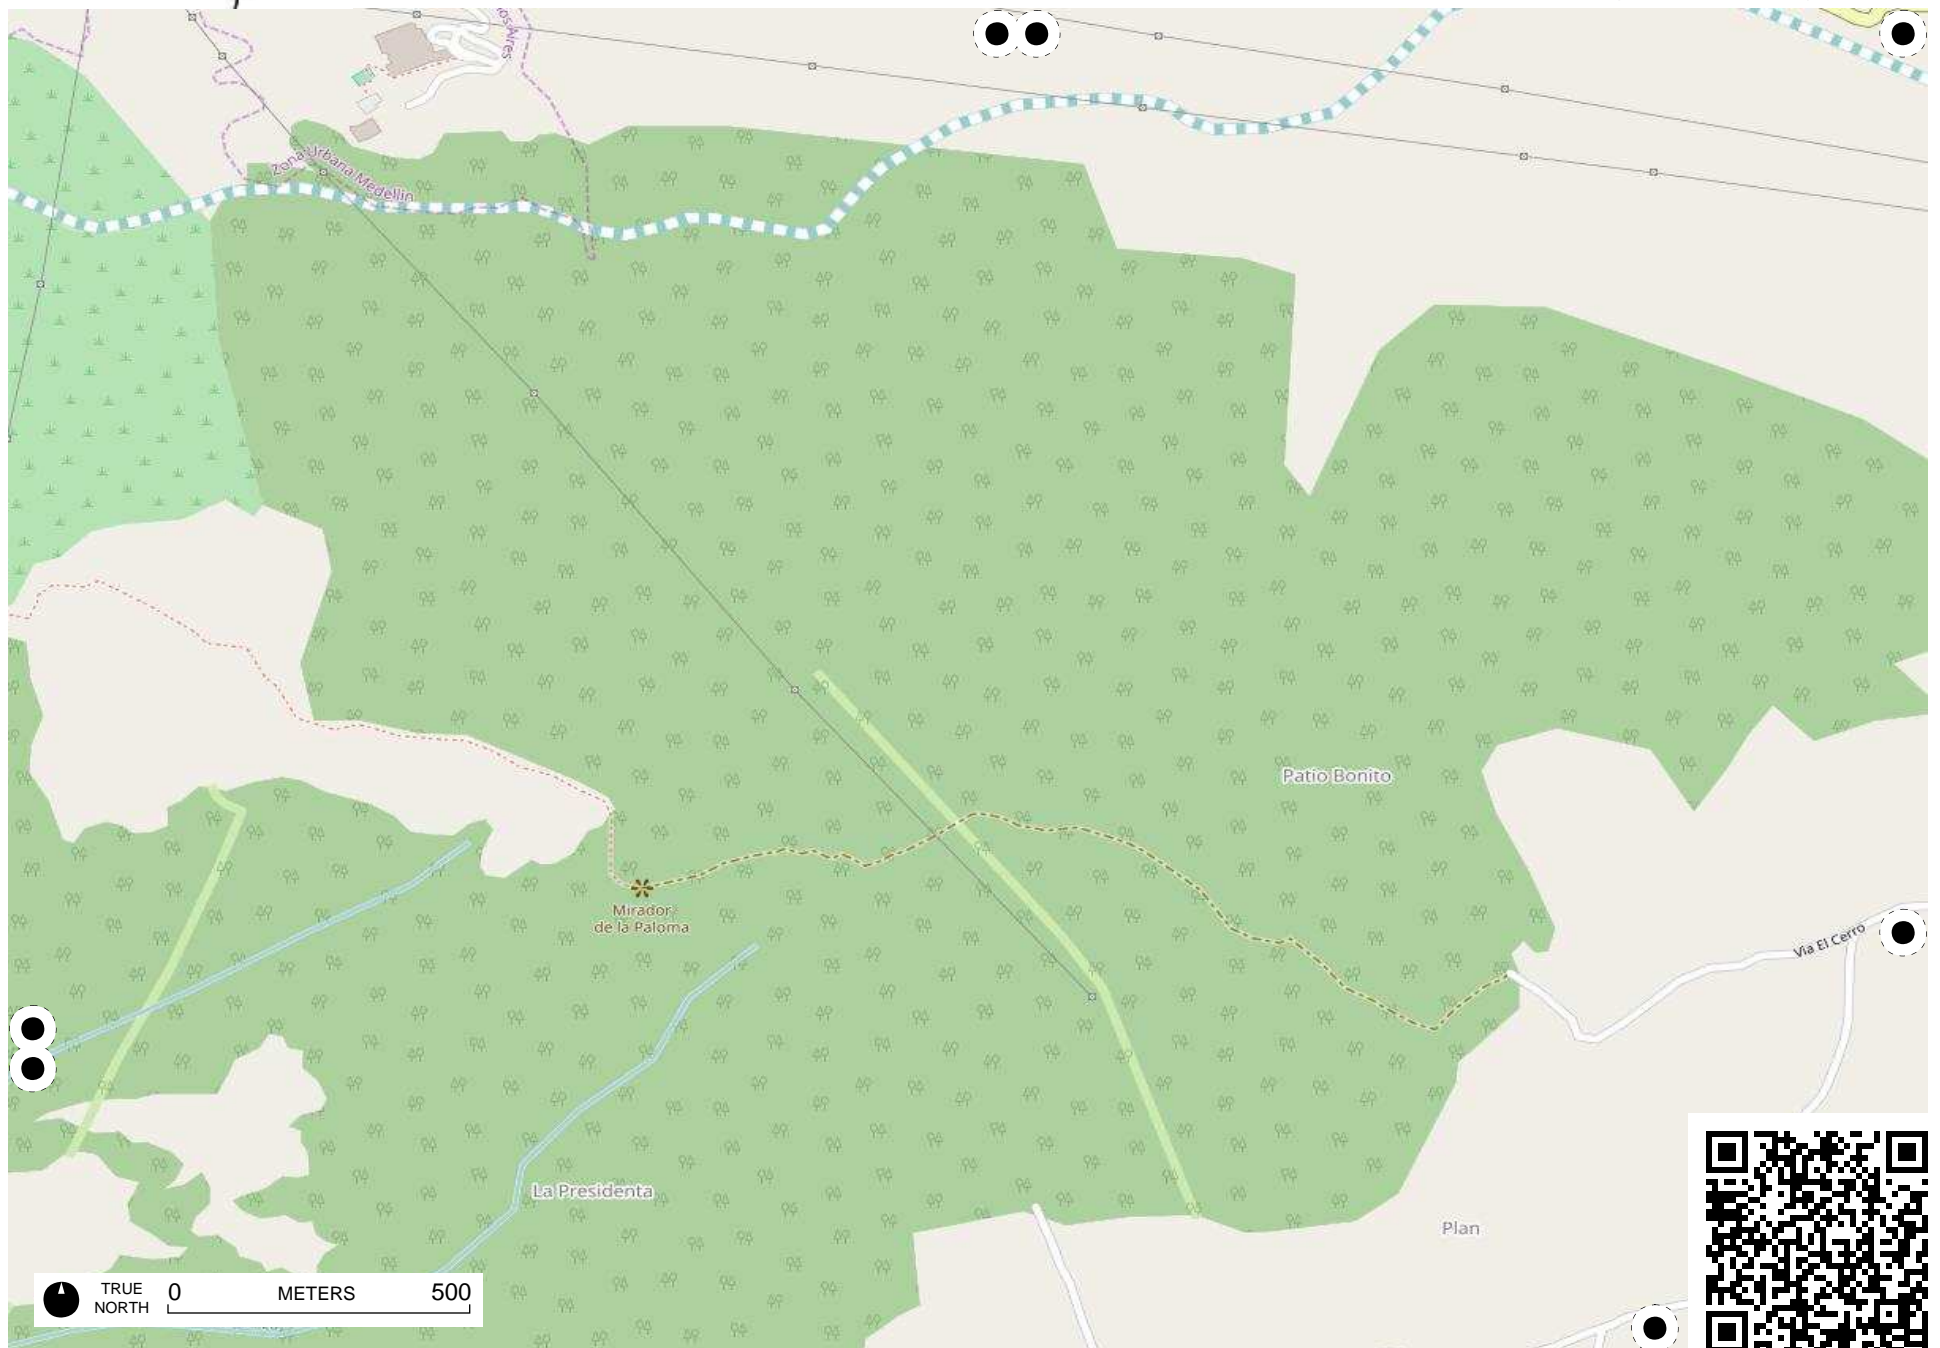 Zona Urbana Medellín
Patio Bonito
Mirador
de la Paloma
Vía El Cerro
La Presidenta
Plan
TRUE
NORTH
0 METERS 500